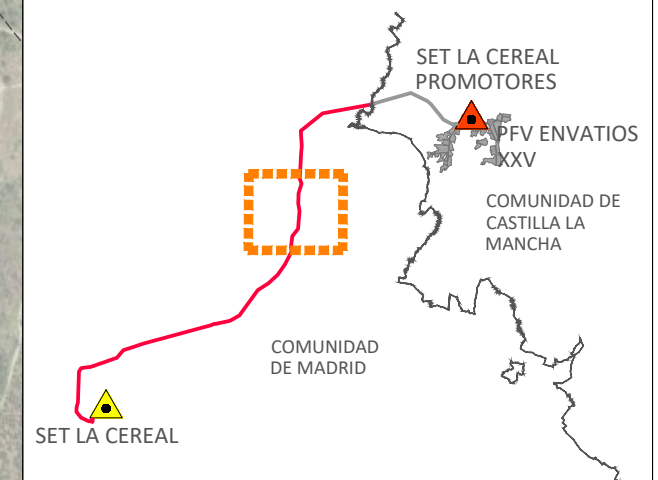 SET LA CEREAL
PROMOTORES
PFV ENVATIOS
XXV
COMUNIDAD DE
CASTILLA LA
MANCHA
COMUNIDAD
DE MADRID
SET LA CEREAL